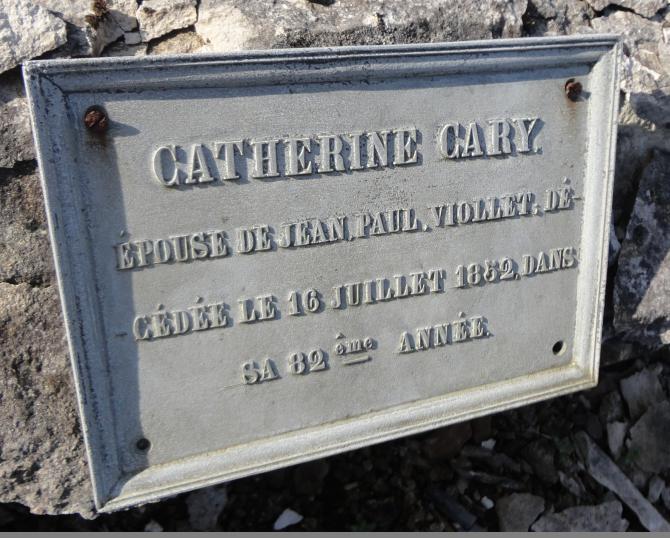 CATHERINE CARY.
ÉPOUSE DE JEAN, PAUL, VIOLLET, DÉ-
CÉDÉE LE 16 JUILLET 1852, DANS
SA 82 ème ANNÉE.